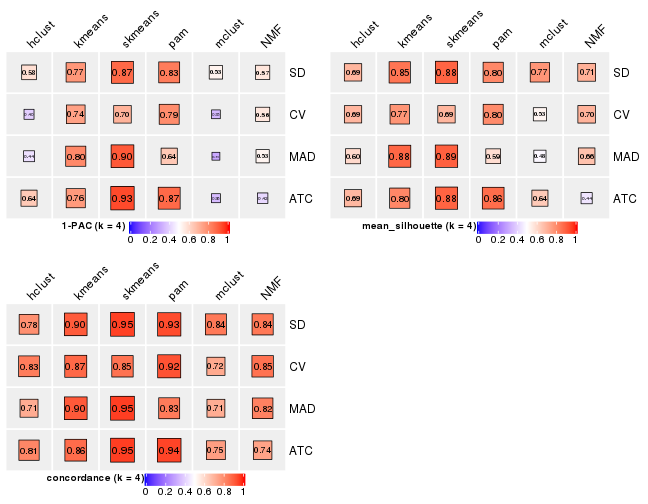 hclust kmeans skmeans pam mclust NMF
0.58 0.77 0.87 0.83 0.53 0.57 SD
0.74 0.70 0.79 0.56 CV
0.44 0.80 0.90 0.64 0.53 MAD
0.64 0.76 0.93 0.87 ATC
1-PAC (k = 4)
0 0.2 0.4 0.6 0.8 1
hclust kmeans skmeans pam mclust NMF
0.69 0.85 0.88 0.80 0.77 0.71 SD
0.69 0.77 0.69 0.80 0.53 0.70 CV
0.60 0.88 0.89 0.59 0.48 0.66 MAD
0.69 0.80 0.88 0.86 0.64 0.44 ATC
mean_silhouette (k = 4)
0 0.2 0.4 0.6 0.8 1
hclust kmeans skmeans pam mclust NMF
0.78 0.90 0.95 0.93 0.84 0.84 SD
0.83 0.87 0.85 0.92 0.72 0.85 CV
0.71 0.90 0.95 0.83 0.71 0.82 MAD
0.81 0.86 0.95 0.94 0.75 0.74 ATC
concordance (k = 4)
0 0.2 0.4 0.6 0.8 1